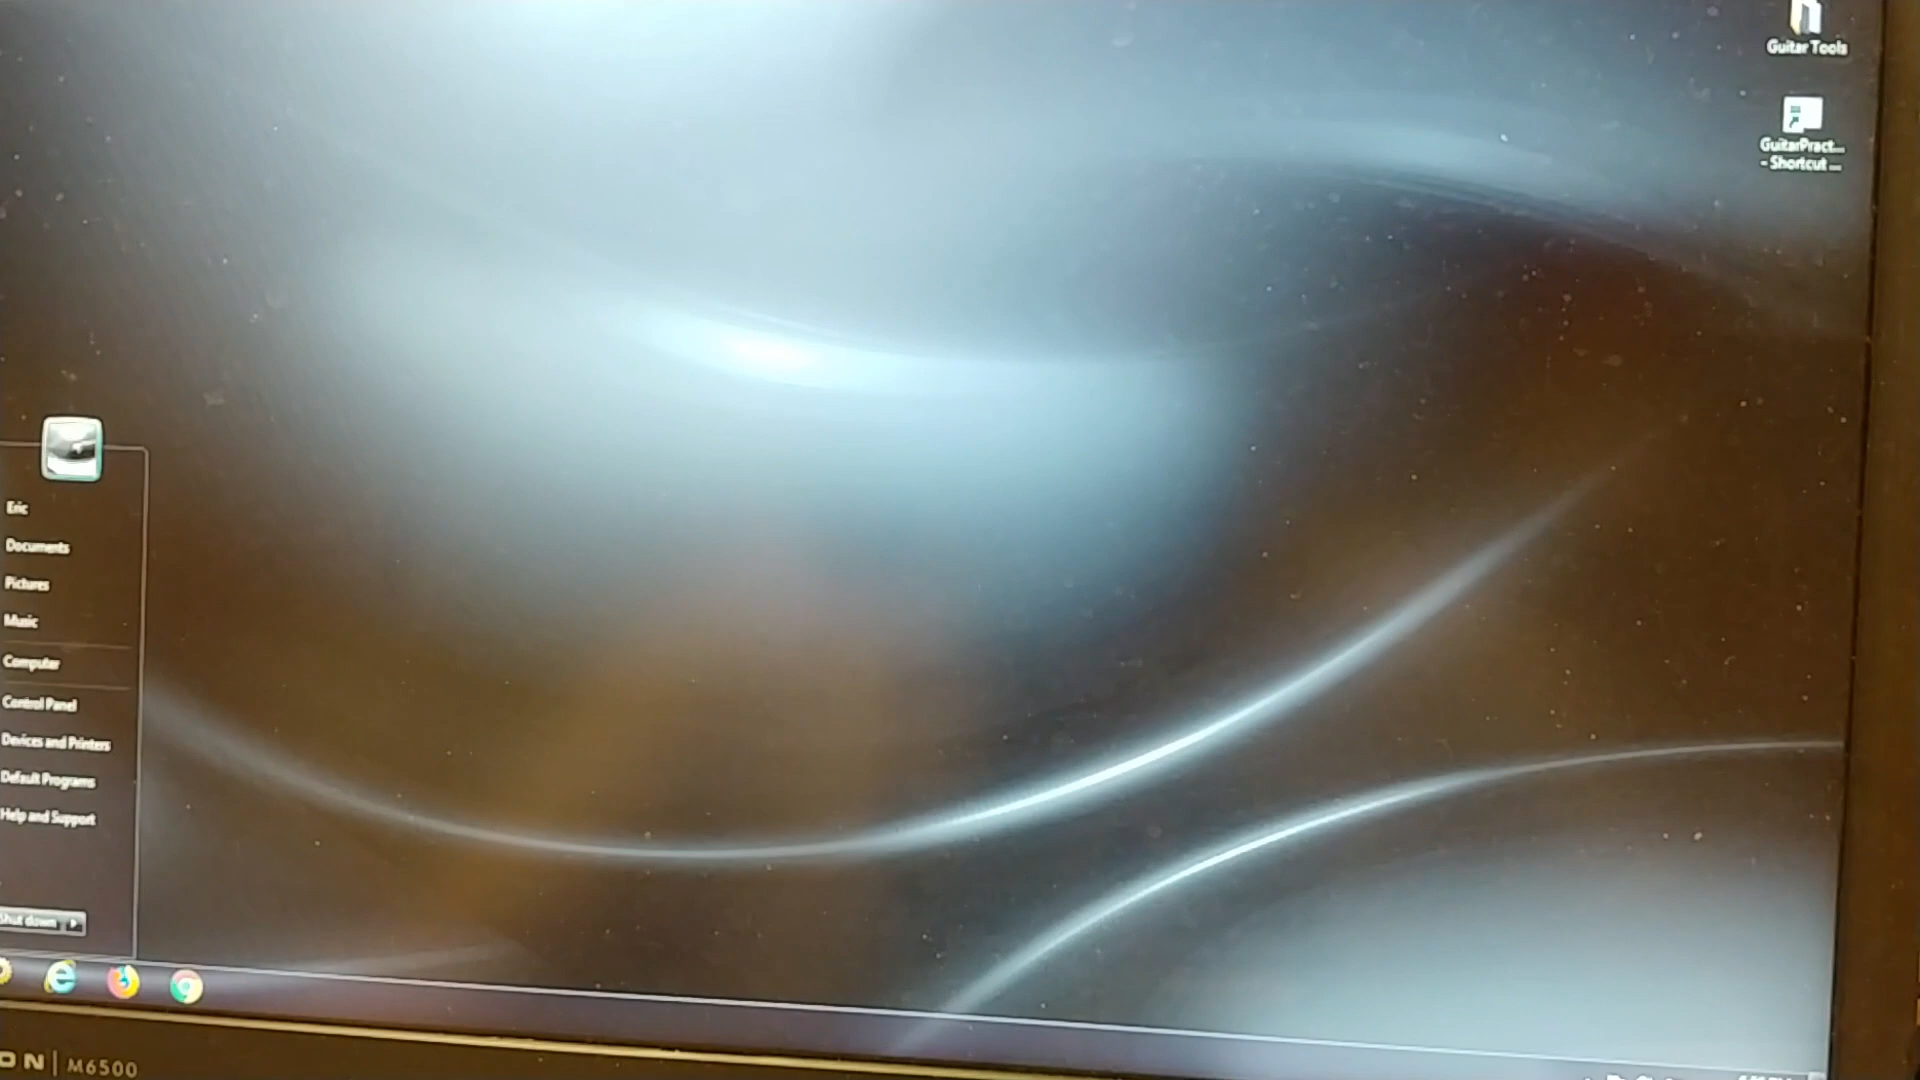 Guitar Tools
GuitarPract...
- Shortcut ...
Eric
Documents
Pictures
Music
Computer
Control Panel
Devices and Printers
Default Programs
Help and Support
Shut down
ON | M6500